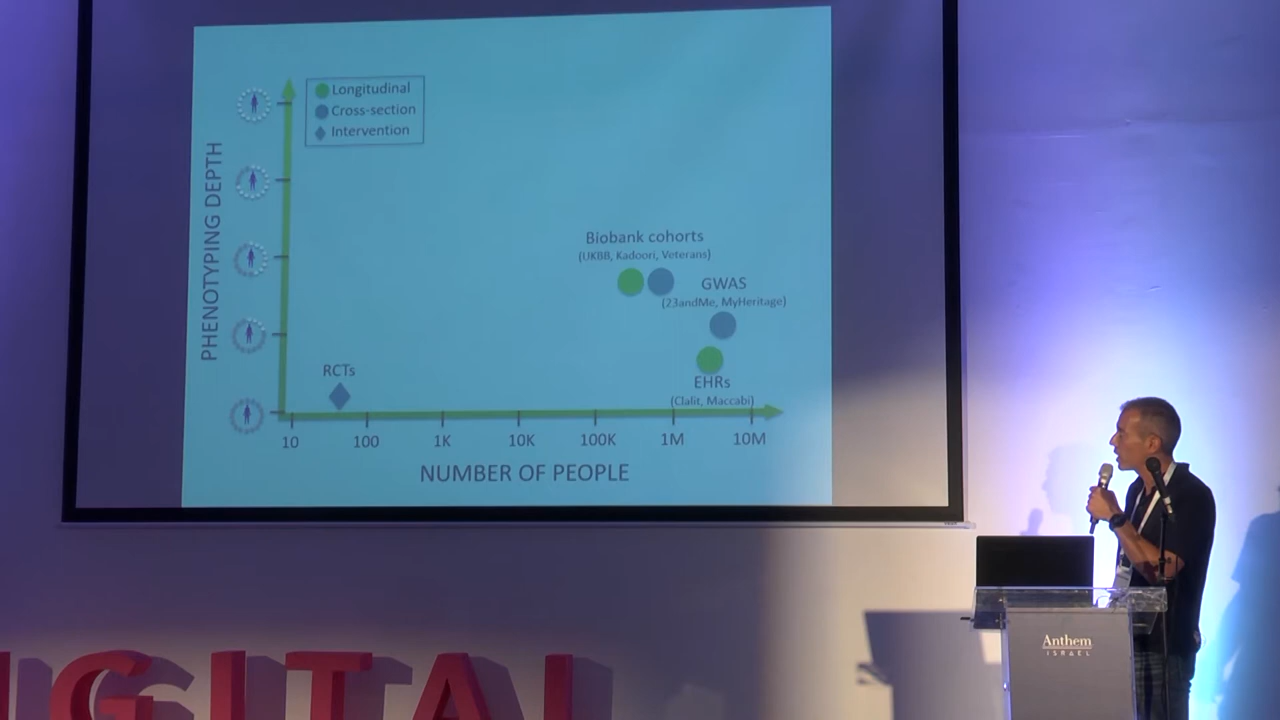 Longitudinal
Cross-section
Intervention
PHENOTYPING DEPTH
Biobank cohorts
(UKBB, Kadoori, Veterans)
GWAS
(23andMe, MyHeritage)
RCTs
EHRs
(Clalit, Maccabi)
10 100 1K 10K 100K 1M 10M
NUMBER OF PEOPLE
Anthem
ISRAEL
IGITAL